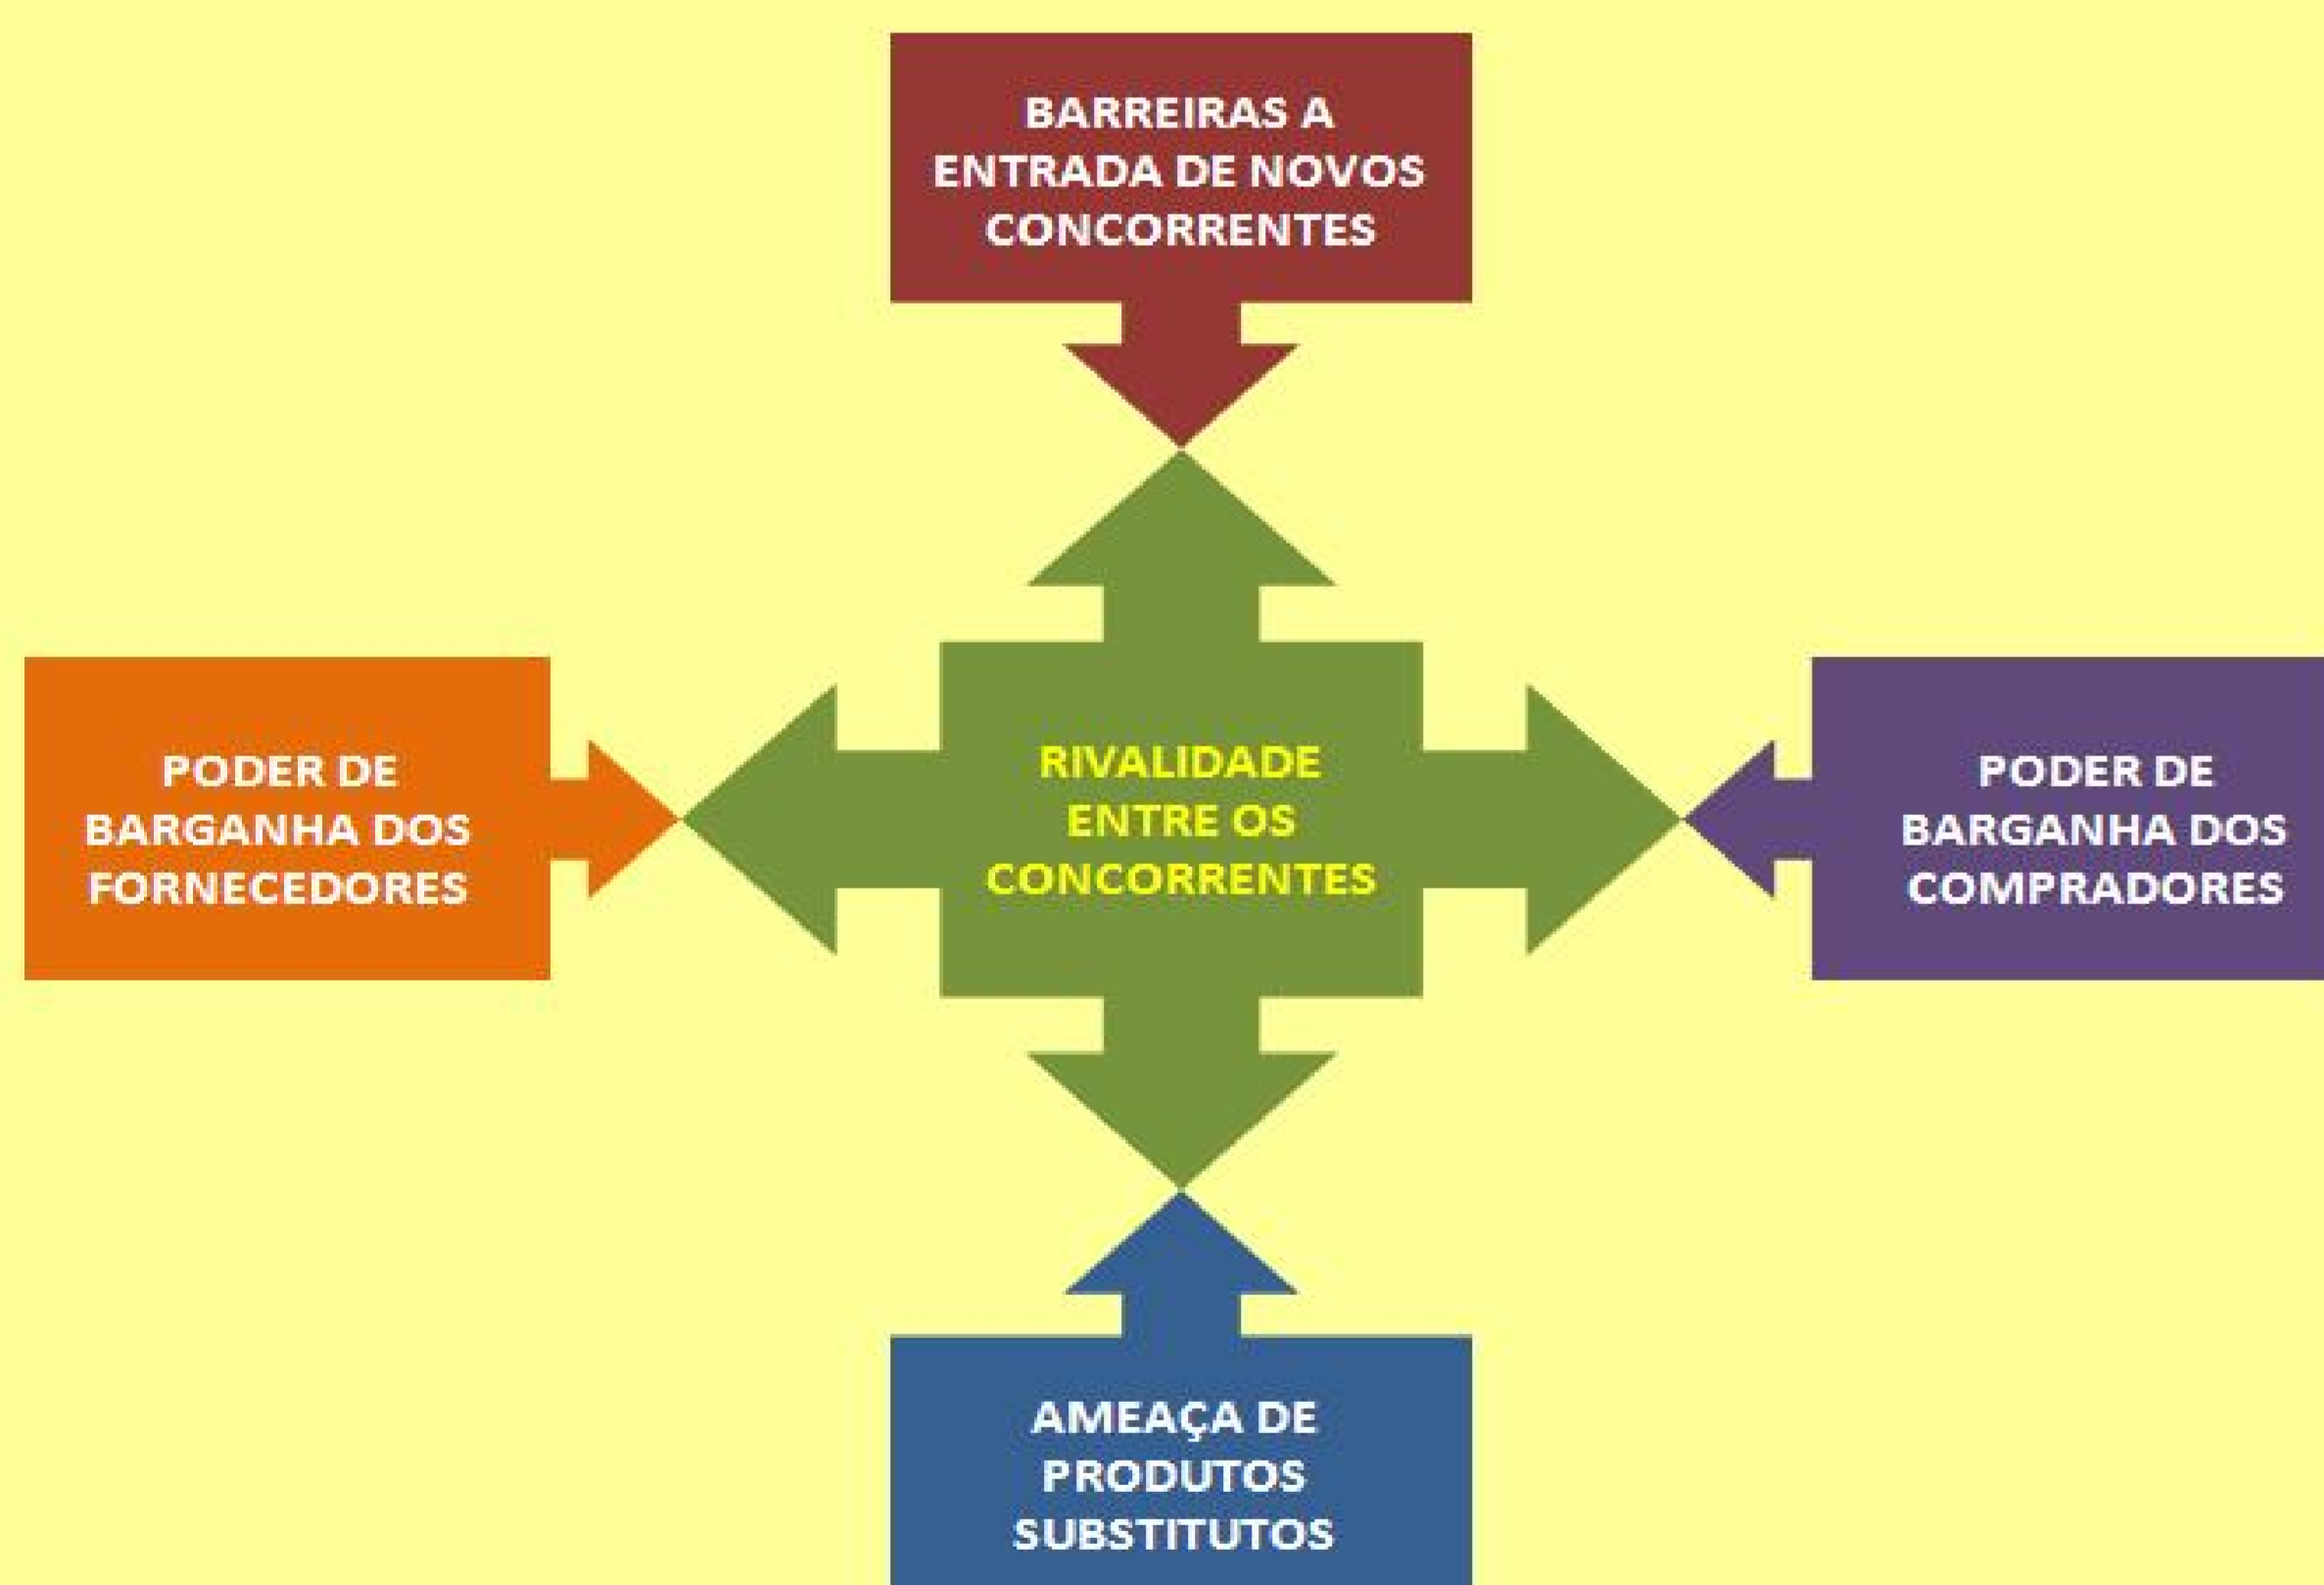 BARREIRAS A
ENTRADA DE NOVOS
CONCORRENTES
PODER DE
BARGANHA DOS
FORNECEDORES
RIVALIDADE
ENTRE OS
CONCORRENTES
PODER DE
BARGANHA DOS
COMPRADORES
AMEAÇA DE
PRODUTOS
SUBSTITUTOS